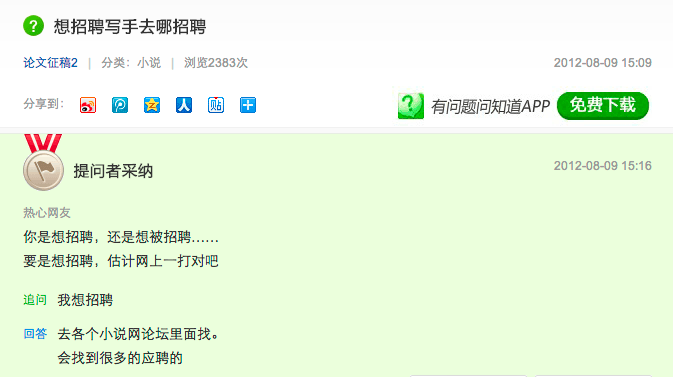 想招聘写手去哪招聘
论文征稿2 | 分类：小说 | 浏览2383次 2012-08-09 15:09
分享到： 贴 有问题问知道APP 免费下载
提问者采纳 2012-08-09 15:16
热心网友
你是想招聘，还是想被招聘……
要是想招聘，估计网上一打对吧
追问 我想招聘
回答 去各个小说网论坛里面找。
会找到很多的应聘的